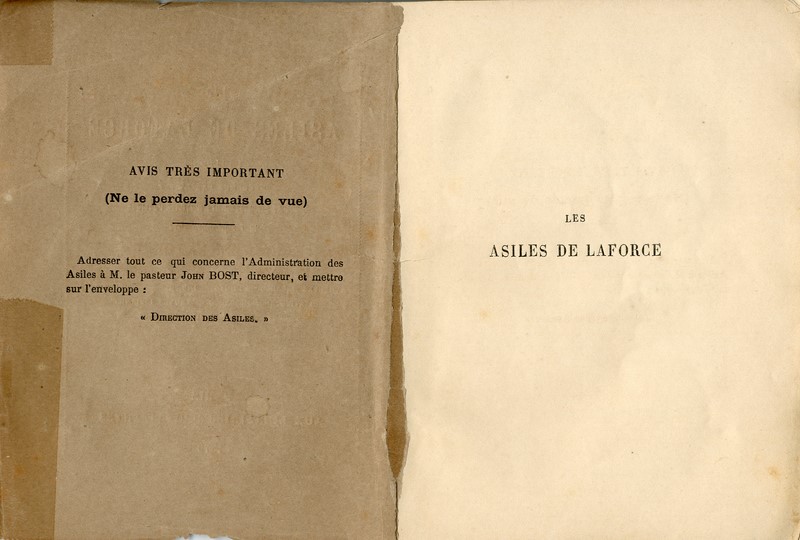 AVIS TRÈS IMPORTANT
(Ne le perdez jamais de vue)
Adresser tout ce qui concerne l'Administration des
Asiles à M. le pasteur JOHN BOST, directeur, et mettre
sur l'enveloppe :
« DIRECTION DES ASILES. »
LES
ASILES DE LAFORCE